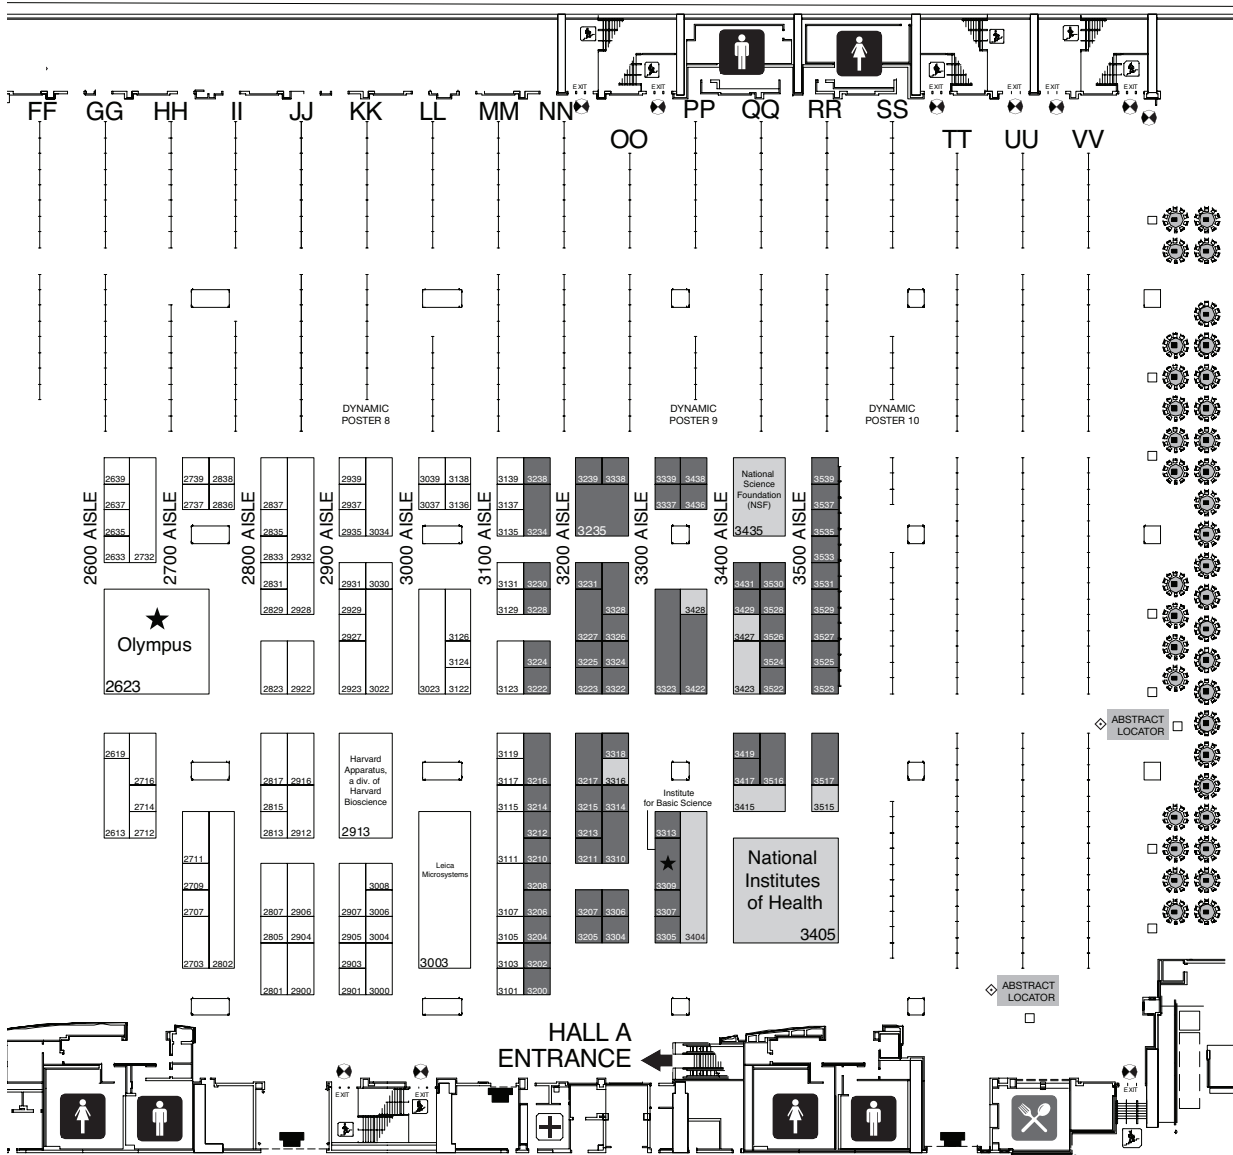 EXIT
EXIT
EXIT
EXIT
EXIT
EXIT
FF GG HH II JJ KK LL MM NN PP QQ RR SS
OO TT UU VV
DYNAMIC
POSTER 8
DYNAMIC
POSTER 9
DYNAMIC
POSTER 10
2600 AISLE
2700 AISLE
2800 AISLE
2900 AISLE
3000 AISLE
3100 AISLE
3200 AISLE
3300 AISLE
3400 AISLE
3500 AISLE
2639 2739 2838 2939 3039 3138 3139 3238 3239 3338 3339 3438 3539
National
Science
Foundation
(NSF)
3435
2637 2737 2836 2837 2937 3037 3136 3137 3337 3436 3537
2635 2835 2935 3034 3135 3234 3235 3535
2633 2732 2833 2932 3533
2831 2931 3030 3131 3230 3231 3431 3530 3531
2829 2928 2929 3129 3228 3328 3428 3429 3528 3529
2927 3126 3227 3326 3427 3526 3527
Olympus
2623
3124 3224 3225 3324 3524 3525
2823 2922 2923 3022 3023 3122 3123 3222 3223 3322 3323 3422 3423 3522 3523
ABSTRACT
LOCATOR
2619 3119 3318 3419
2716 2817 2916 3117 3216 3217 3316 3417 3516 3517
Harvard
Apparatus,
a div. of
Harvard
Bioscience
2913
2714 2815 3115 3214 3215 3314 3415 3515
Institute
for Basic Science
2613 2712 2813 2912 3212 3213 3313
2711 3111 3210 3211 3310
Leica
Microsystems
3003
National
Institutes
of Health
3405
2709 3008 3208 3309
2707 2807 2906 2907 3006 3107 3206 3207 3306 3307
2805 2904 2905 3004 3105 3204 3205 3304 3305 3404
2703 2802 2903 3103 3202
2801 2900 2901 3000 3101 3200
ABSTRACT
LOCATOR
HALL A
ENTRANCE
EXIT
EXIT
EXIT